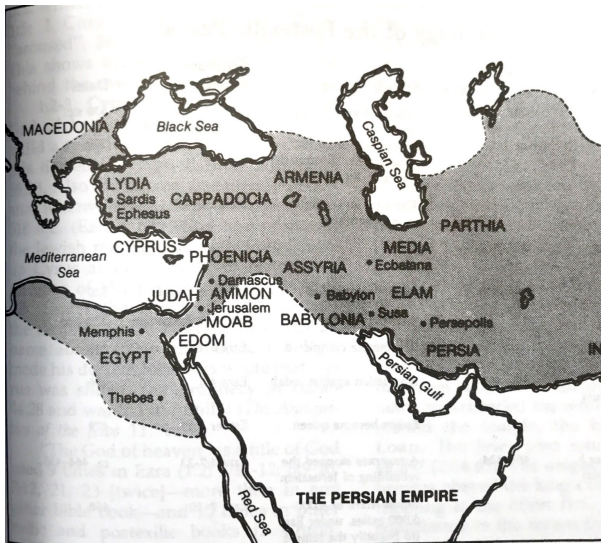 MACEDONIA
Black Sea
Caspian Sea
ARMENIA
LYDIA
Sardis
Ephesus
CAPPADOCIA
PARTHIA
CYPRUS
PHOENICIA
MEDIA
Ecbatana
Mediterranean
Sea
ASSYRIA
Damascus
JUDAH
AMMON
Babylon
ELAM
Jerusalem
MOAB
BABYLONIA
Susa
Persepolis
Memphis
EDOM
EGYPT
PERSIA
IN
Persian Gulf
Thebes
Red Sea
THE PERSIAN EMPIRE